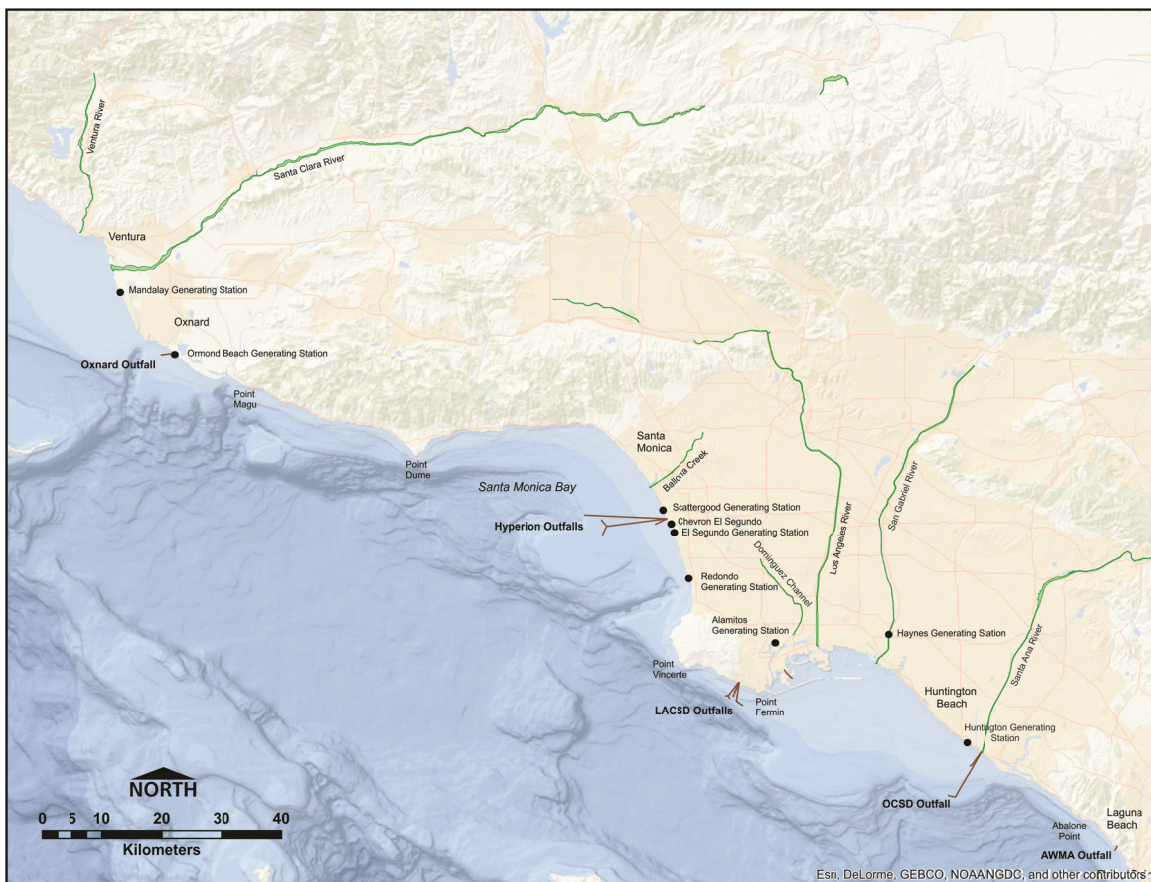 Ventura River
Santa Clara River
Ventura
Mandalay Generating Station
Oxnard
Ormond Beach Generating Station
Oxnard Outfall
Point
Magu
Point
Dume
Santa
Monica
Ballona Creek
Santa Monica Bay
Scattergood Generating Station
Hyperion Outfalls
Chevron El Segundo
El Segundo Generating Station
Los Angeles River
San Gabriel River
Dominguez Channel
Redondo
Generating Station
Alamitos
Generating Station
Haynes Generating Sation
Santa Ana River
Point
Vincerte
LACSD Outfalls
Point
Fermin
Huntington
Beach
Huntington Generating
Station
OCSD Outfall
Laguna
Beach
Abalone
Point
AWMA Outfall
NORTH
0 5 10 20 30 40
Kilometers
Esri, DeLorme, GEBCO, NOAANGDC, and other contributors